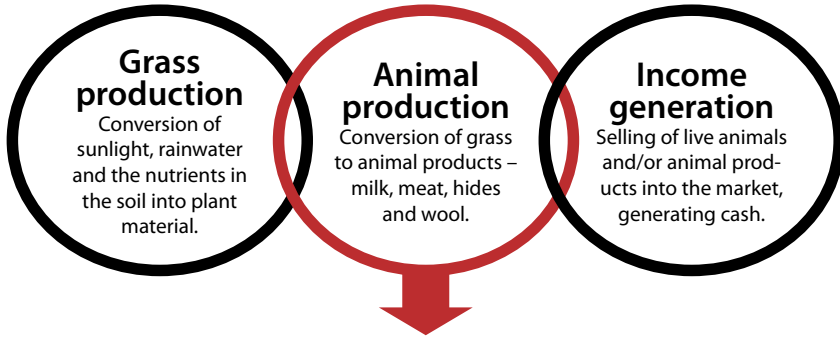 Grass
production
Conversion of
sunlight, rainwater
and the nutrients in
the soil into plant
material.
Animal
production
Conversion of grass
to animal products –
milk, meat, hides
and wool.
Income
generation
Selling of live animals
and/or animal prod-
ucts into the market,
generating cash.